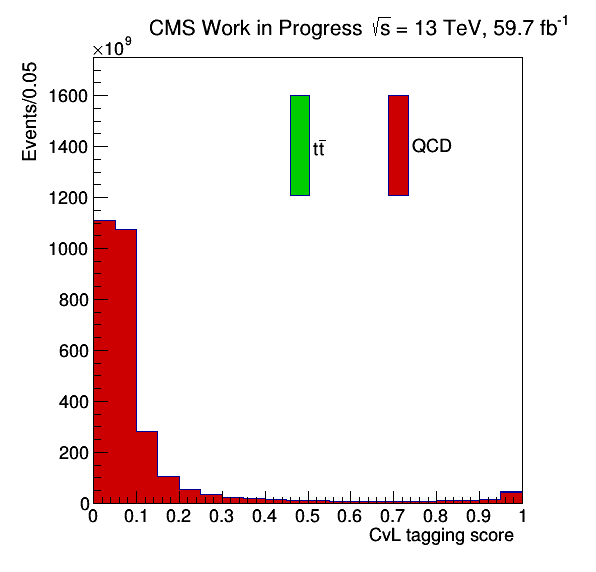 CMS Work in Progress √s = 13 TeV, 59.7 fb⁻¹
×10⁹
Events/0.05
1600
1400
1200
1000
800
600
400
200
0
tt̅
QCD
0 0.1 0.2 0.3 0.4 0.5 0.6 0.7 0.8 0.9 1
CvL tagging score